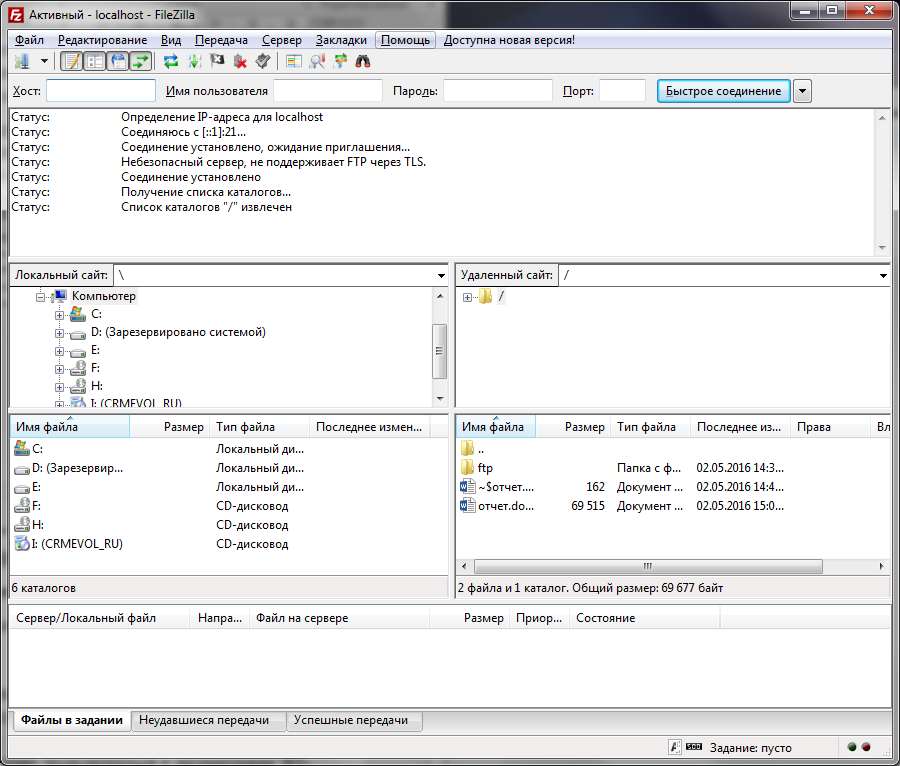 Активный - localhost - FileZilla
Файл Редактирование Вид Передача Сервер Закладки Помощь Доступна новая версия!
Хост: Имя пользователя Пароль: Порт: Быстрое соединение
Статус: Определение IP-адреса для localhost
Статус: Соединяюсь с [::1]:21...
Статус: Соединение установлено, ожидание приглашения...
Статус: Небезопасный сервер, не поддерживает FTP через TLS.
Статус: Соединение установлено
Статус: Получение списка каталогов...
Статус: Список каталогов "/" извлечен
Локальный сайт: \
Компьютер
C:
D: (Зарезервировано системой)
E:
F:
H:
I: (CRMEVOL_RU)
Имя файла Размер Тип файла Последнее измен...
C: Локальный ди...
D: (Зарезервир... Локальный ди...
E: Локальный ди...
F: CD-дисковод
H: CD-дисковод
I: (CRMEVOL_RU) CD-дисковод
6 каталогов
Удаленный сайт: /
/
Имя файла Размер Тип файла Последнее из... Права Вл
..
ftp Папка с ф... 02.05.2016 14:3...
~$отчет.... 162 Документ ... 02.05.2016 14:4...
отчет.do... 69 515 Документ ... 02.05.2016 15:0...
2 файла и 1 каталог. Общий размер: 69 677 байт
Сервер/Локальный файл Напра... Файл на сервере Размер Приор... Состояние
Файлы в задании Неудавшиеся передачи Успешные передачи
Задание: пусто